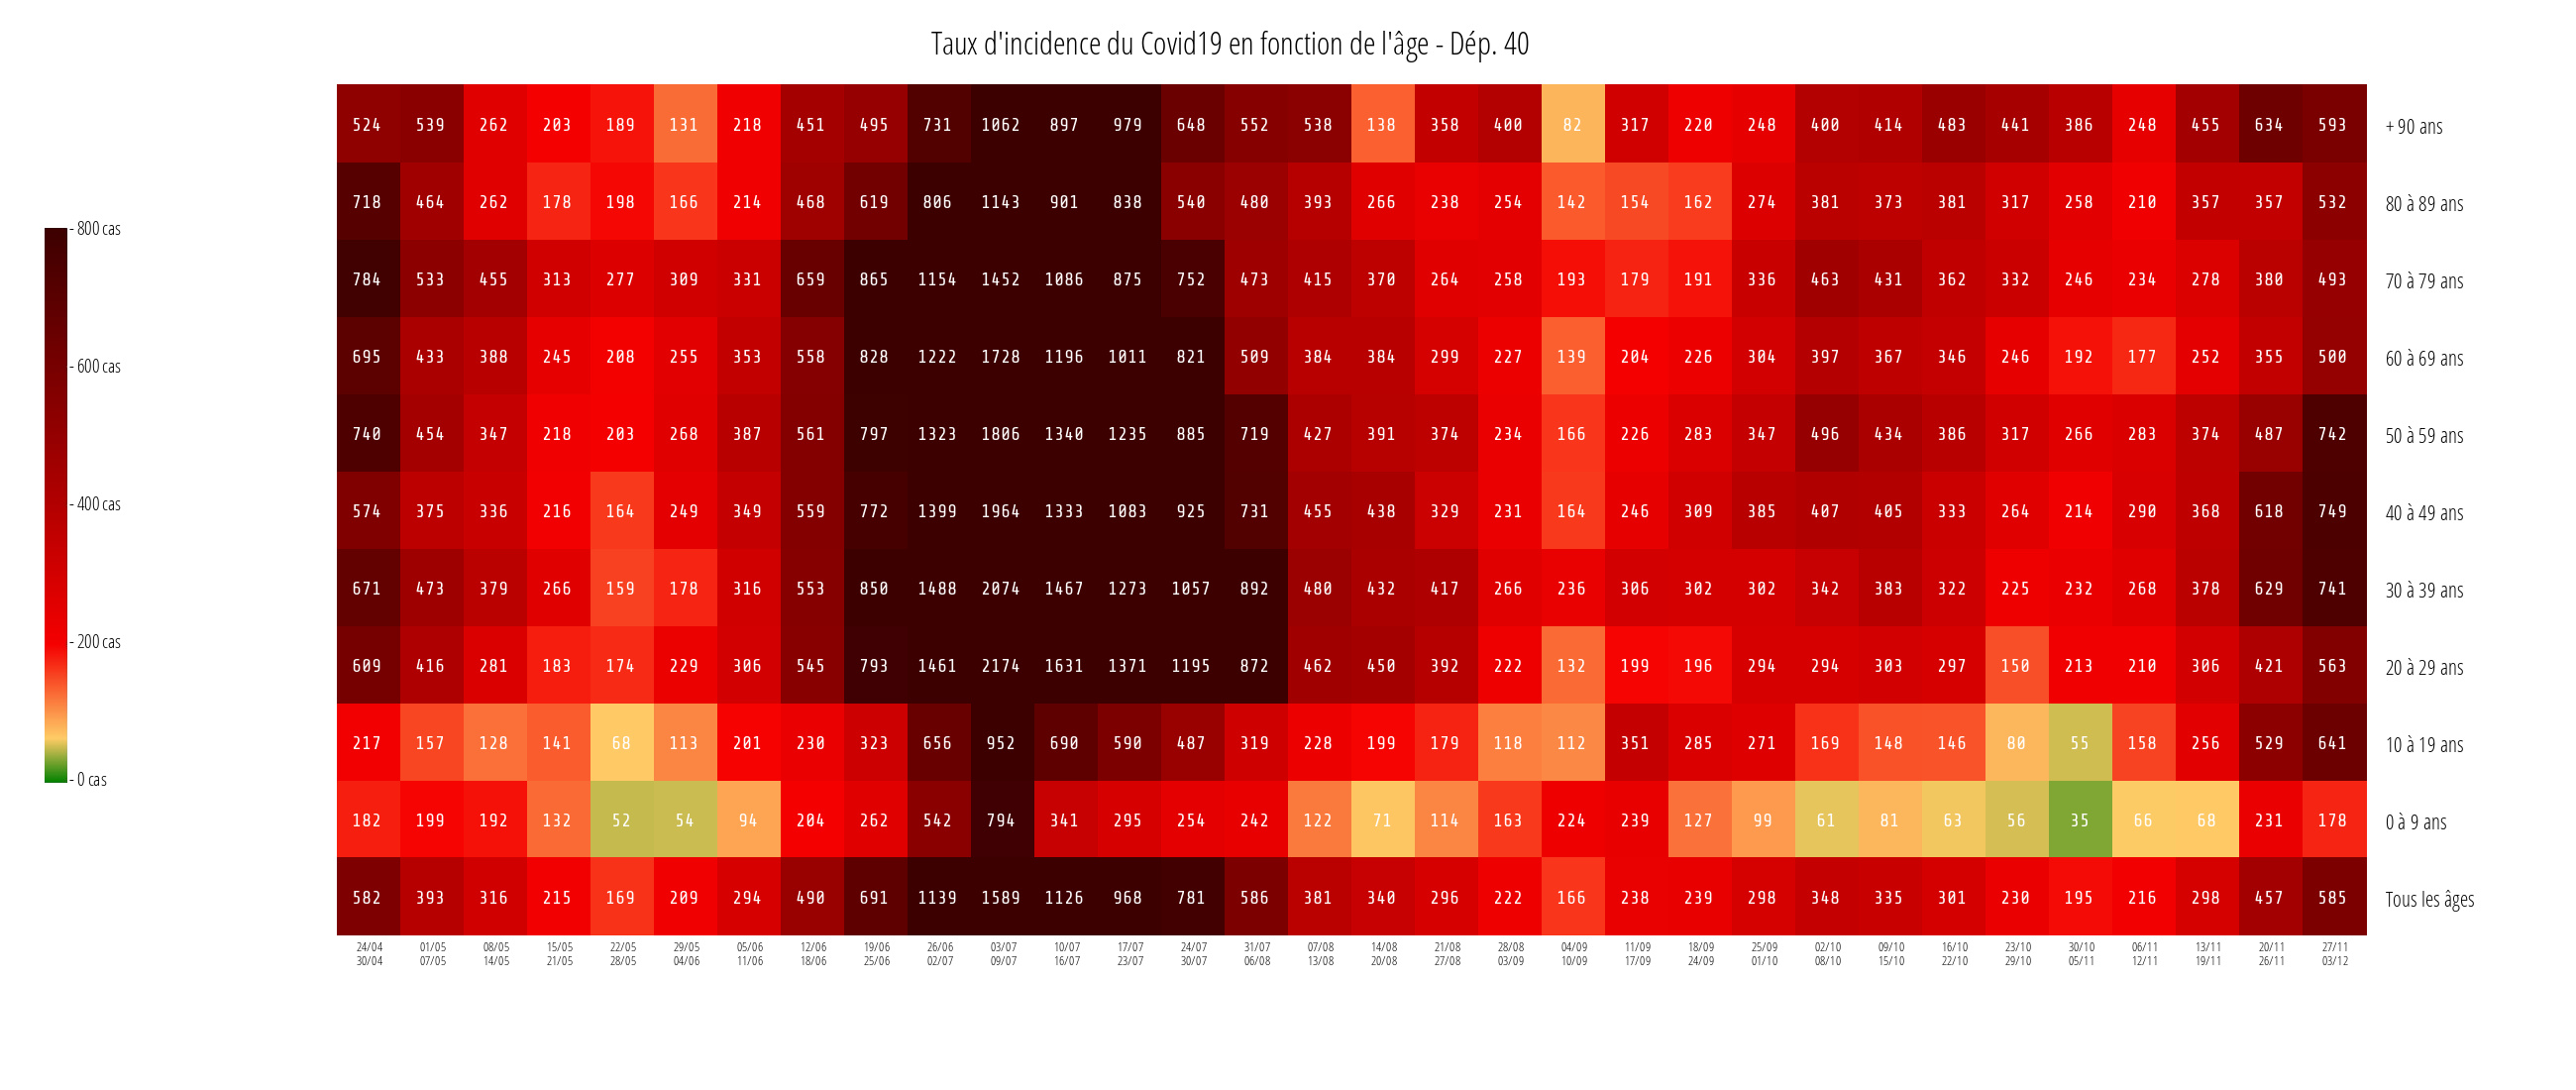 Taux d'incidence du Covid19 en fonction de l'âge - Dép. 40
- 800 cas
- 600 cas
- 400 cas
- 200 cas
- 0 cas
524 539 262 203 189 131 218 451 495 731 1062 897 979 648 552 538 138 358 400 82 317 220 248 400 414 483 441 386 248 455 634 593 + 90 ans
718 464 262 178 198 166 214 468 619 806 1143 901 838 540 480 393 266 238 254 142 154 162 274 381 373 381 317 258 210 357 357 532 80 à 89 ans
784 533 455 313 277 309 331 659 865 1154 1452 1086 875 752 473 415 370 264 258 193 179 191 336 463 431 362 332 246 234 278 380 493 70 à 79 ans
695 433 388 245 208 255 353 558 828 1222 1728 1196 1011 821 509 384 384 299 227 139 204 226 304 397 367 346 246 192 177 252 355 500 60 à 69 ans
740 454 347 218 203 268 387 561 797 1323 1806 1340 1235 885 719 427 391 374 234 166 226 283 347 496 434 386 317 266 283 374 487 742 50 à 59 ans
574 375 336 216 164 249 349 559 772 1399 1964 1333 1083 925 731 455 438 329 231 164 246 309 385 407 405 333 264 214 290 368 618 749 40 à 49 ans
671 473 379 266 159 178 316 553 850 1488 2074 1467 1273 1057 892 480 432 417 266 236 306 302 302 342 383 322 225 232 268 378 629 741 30 à 39 ans
609 416 281 183 174 229 306 545 793 1461 2174 1631 1371 1195 872 462 450 392 222 132 199 196 294 294 303 297 150 213 210 306 421 563 20 à 29 ans
217 157 128 141 68 113 201 230 323 656 952 690 590 487 319 228 199 179 118 112 351 285 271 169 148 146 80 55 158 256 529 641 10 à 19 ans
182 199 192 132 52 54 94 204 262 542 794 341 295 254 242 122 71 114 163 224 239 127 99 61 81 63 56 35 66 68 231 178 0 à 9 ans
582 393 316 215 169 209 294 490 691 1139 1589 1126 968 781 586 381 340 296 222 166 238 239 298 348 335 301 230 195 216 298 457 585 Tous les âges
24/04 01/05 08/05 15/05 22/05 29/05 05/06 12/06 19/06 26/06 03/07 10/07 17/07 24/07 31/07 07/08 14/08 21/08 28/08 04/09 11/09 18/09 25/09 02/10 09/10 16/10 23/10 30/10 06/11 13/11 20/11 27/11
30/04 07/05 14/05 21/05 28/05 04/06 11/06 18/06 25/06 02/07 09/07 16/07 23/07 30/07 06/08 13/08 20/08 27/08 03/09 10/09 17/09 24/09 01/10 08/10 15/10 22/10 29/10 05/11 12/11 19/11 26/11 03/12